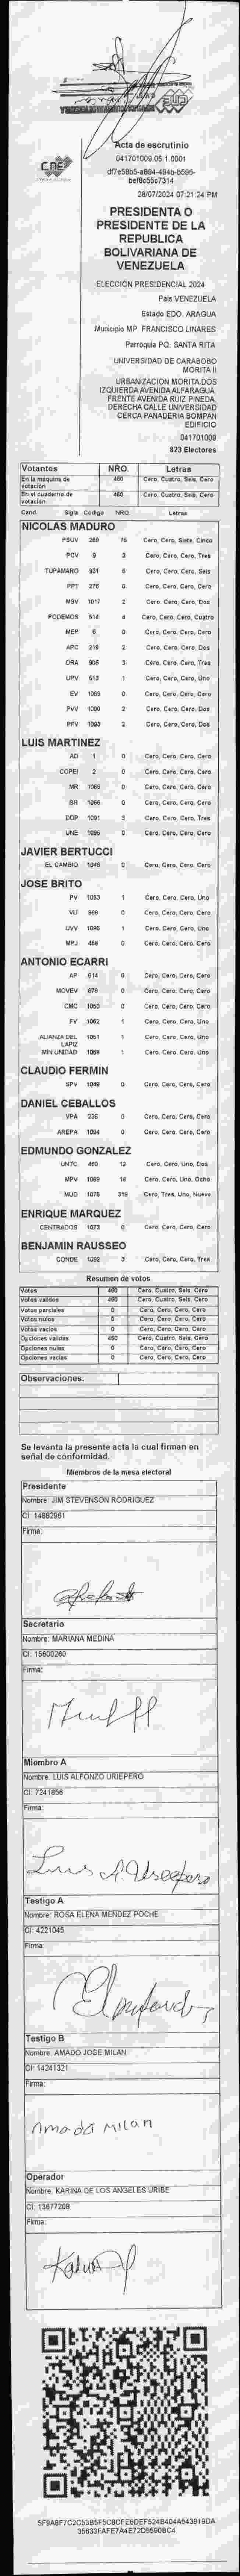 CNE
Acta de escrutinio
041701009.05.1.0001
df7e58b5-a894-494b-b596-
bef8c55c7314
28/07/2024 07:21:24 PM
PRESIDENTA O
PRESIDENTE DE LA
REPUBLICA
BOLIVARIANA DE
VENEZUELA
ELECCIÓN PRESIDENCIAL 2024
País VENEZUELA
Estado EDO. ARAGUA
Municipio MP. FRANCISCO LINARES
Parroquia PQ. SANTA RITA
UNIVERSIDAD DE CARABOBO
MORITA II
URBANIZACION MORITA DOS
IZQUIERDA AVENIDA ALFARAGUA.
FRENTE AVENIDA RUIZ PINEDA.
DERECHA CALLE UNIVERSIDAD
CERCA PANADERIA BOMPAN
EDIFICIO
041701009
823 Electores
Votantes NRO. Letras
En la maquina de votación 460 Cero, Cuatro, Seis, Cero
En el cuaderno de votación 460 Cero, Cuatro, Seis, Cero
Cand. Sigla Código NRO Letras
NICOLAS MADURO
PSUV 269 75 Cero, Cero, Siete, Cinco
PCV 9 3 Cero, Cero, Cero, Tres
TUPAMARO 931 6 Cero, Cero, Cero, Seis
PPT 276 0 Cero, Cero, Cero, Cero
MSV 1017 2 Cero, Cero, Cero, Dos
PODEMOS 514 4 Cero, Cero, Cero, Cuatro
MEP 6 0 Cero, Cero, Cero, Cero
APC 219 2 Cero, Cero, Cero, Dos
ORA 906 3 Cero, Cero, Cero, Tres
UPV 613 1 Cero, Cero, Cero, Uno
EV 1089 0 Cero, Cero, Cero, Cero
PVV 1090 2 Cero, Cero, Cero, Dos
PFV 1093 2 Cero, Cero, Cero, Dos
LUIS MARTINEZ
AD 1 0 Cero, Cero, Cero, Cero
COPEI 2 0 Cero, Cero, Cero, Cero
MR 1065 0 Cero, Cero, Cero, Cero
BR 1066 0 Cero, Cero, Cero, Cero
DDP 1091 3 Cero, Cero, Cero, Tres
UNE 1095 0 Cero, Cero, Cero, Cero
JAVIER BERTUCCI
EL CAMBIO 1048 0 Cero, Cero, Cero, Cero
JOSE BRITO
PV 1053 1 Cero, Cero, Cero, Uno
VU 969 0 Cero, Cero, Cero, Cero
UVV 1096 1 Cero, Cero, Cero, Uno
MPJ 458 0 Cero, Cero, Cero, Cero
ANTONIO ECARRI
AP 914 0 Cero, Cero, Cero, Cero
MOVEV 879 0 Cero, Cero, Cero, Cero
CMC 1050 0 Cero, Cero, Cero, Cero
FV 1062 1 Cero, Cero, Cero, Uno
ALIANZA DEL LAPIZ 1051 1 Cero, Cero, Cero, Uno
MIN UNIDAD 1068 1 Cero, Cero, Cero, Uno
CLAUDIO FERMIN
SPV 1049 0 Cero, Cero, Cero, Cero
DANIEL CEBALLOS
VPA 236 0 Cero, Cero, Cero, Cero
AREPA 1094 0 Cero, Cero, Cero, Cero
EDMUNDO GONZALEZ
UNTC 460 12 Cero, Cero, Uno, Dos
MPV 1069 18 Cero, Cero, Uno, Ocho
MUD 1078 319 Cero, Tres, Uno, Nueve
ENRIQUE MARQUEZ
CENTRADOS 1073 0 Cero, Cero, Cero, Cero
BENJAMIN RAUSSEO
CONDE 1092 3 Cero, Cero, Cero, Tres
Resumen de votos
Votos 460 Cero, Cuatro, Seis, Cero
Votos validos 460 Cero, Cuatro, Seis, Cero
Votos parciales 0 Cero, Cero, Cero, Cero
Votos nulos 0 Cero, Cero, Cero, Cero
Votos vacios 0 Cero, Cero, Cero, Cero
Opciones validas 460 Cero, Cuatro, Seis, Cero
Opciones nulas 0 Cero, Cero, Cero, Cero
Opciones vacias 0 Cero, Cero, Cero, Cero
Observaciones:
Se levanta la presente acta la cual firman en
señal de conformidad.
Miembros de la mesa electoral
Presidente
Nombre: JIM STEVENSON RODRIGUEZ
CI: 14892961
Firma:
Secretario
Nombre: MARIANA MEDINA
CI: 15600260
Firma:
Miembro A
Nombre: LUIS ALFONZO URIEPERO
CI: 7241856
Firma:
Luis A. Uriepero
Testigo A
Nombre: ROSA ELENA MENDEZ POCHE
CI: 4221045
Firma:
Testigo B
Nombre: AMADO JOSE MILAN
CI: 14241321
Firma:
Amado Milan
Operador
Nombre: KARINA DE LOS ANGELES URIBE
CI: 13677208
Firma:
5F9A8F7C2C53B5F5C8CFE6DEF524B404A543919DA
35633FAFE7A4E72D5590BC4